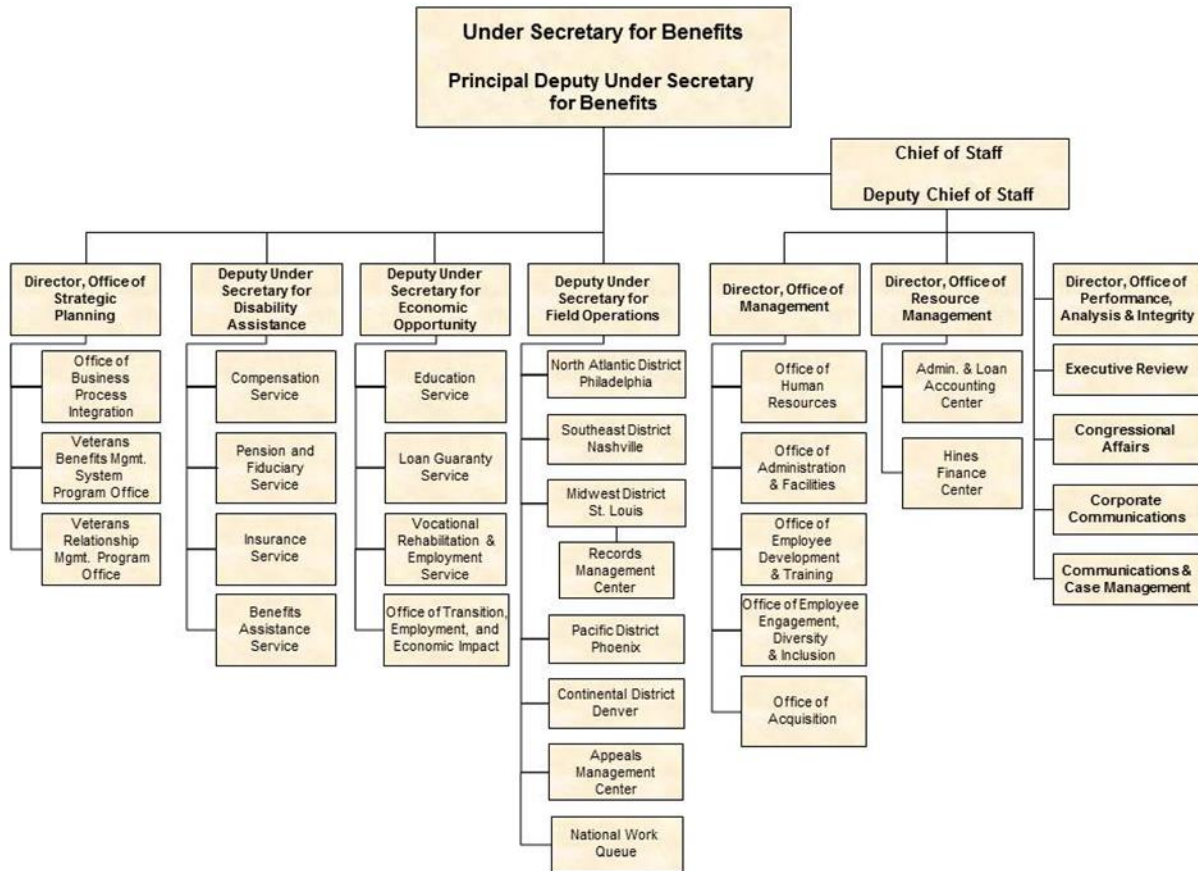 Under Secretary for Benefits
Principal Deputy Under Secretary
for Benefits
Chief of Staff
Deputy Chief of Staff
Director, Office of
Strategic
Planning
Office of
Business
Process
Integration
Veterans
Benefits Mgmt.
System
Program Office
Veterans
Relationship
Mgmt. Program
Office
Deputy Under
Secretary for
Disability
Assistance
Compensation
Service
Pension and
Fiduciary
Service
Insurance
Service
Benefits
Assistance
Service
Deputy Under
Secretary for
Economic
Opportunity
Education
Service
Loan Guaranty
Service
Vocational
Rehabilitation &
Employment
Service
Office of Transition,
Employment, and
Economic Impact
Deputy Under
Secretary for
Field Operations
North Atlantic District
Philadelphia
Southeast District
Nashville
Midwest District
St. Louis
Records
Management
Center
Pacific District
Phoenix
Continental District
Denver
Appeals
Management
Center
National Work
Queue
Director, Office of
Management
Office of
Human
Resources
Office of
Administration
& Facilities
Office of
Employee
Development
& Training
Office of Employee
Engagement,
Diversity
& Inclusion
Office of
Acquisition
Director, Office of
Resource
Management
Admin. & Loan
Accounting
Center
Hines
Finance
Center
Director, Office of
Performance,
Analysis & Integrity
Executive Review
Congressional
Affairs
Corporate
Communications
Communications &
Case Management